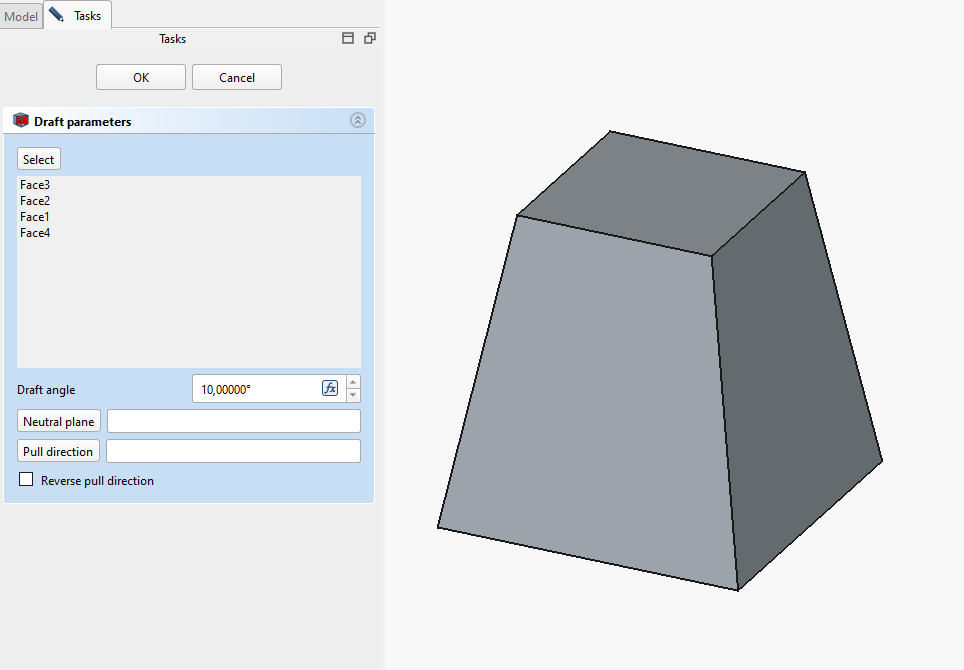 Model
Tasks
Tasks
OK
Cancel
Draft parameters
Select
Face3
Face2
Face1
Face4
Draft angle
10,00000°
fx
Neutral plane
Pull direction
Reverse pull direction